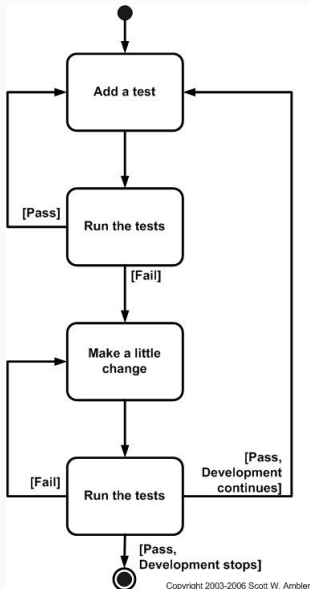 Add a test
[Pass]
Run the tests
[Fail]
Make a little
change
[Fail]
Run the tests
[Pass,
Development
continues]
[Pass,
Development stops]
Copyright 2003-2006 Scott W. Ambler